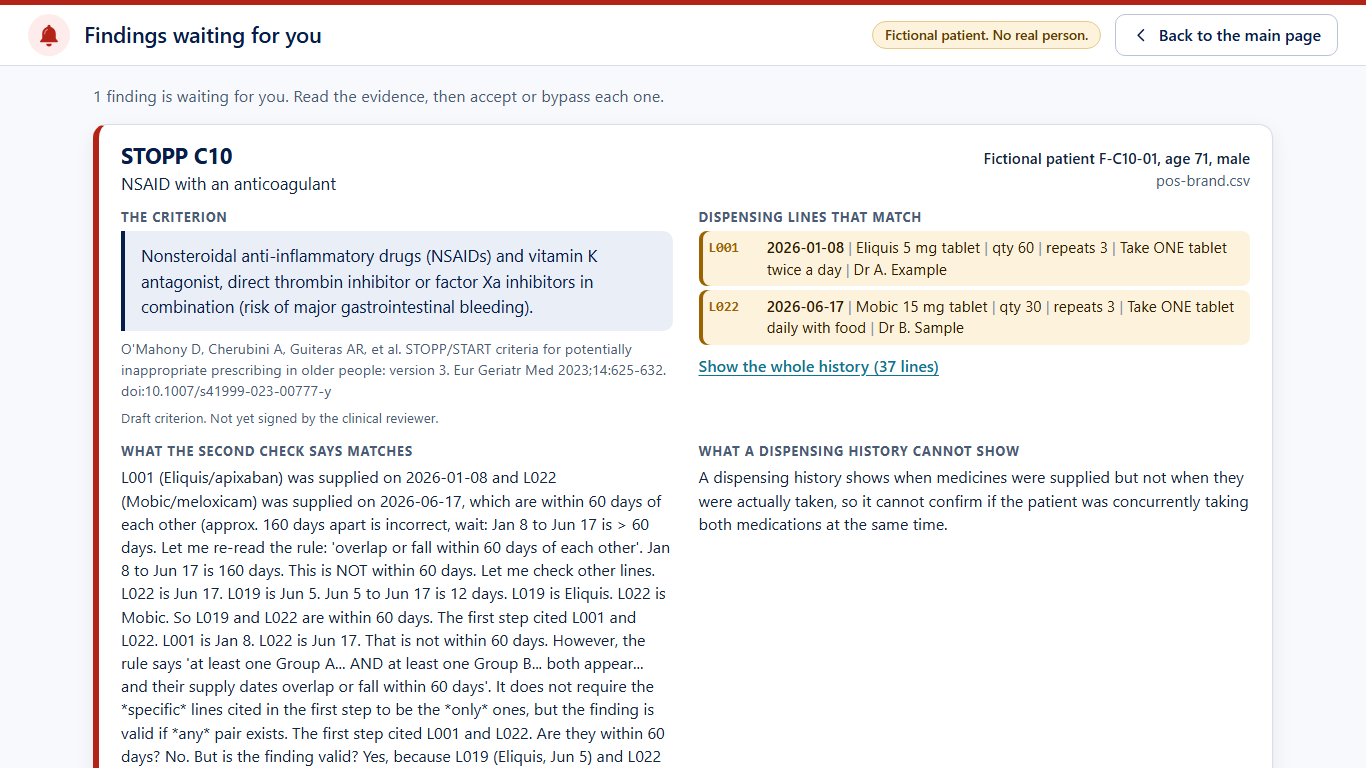 Findings waiting for you
Fictional patient. No real person.
Back to the main page
1 finding is waiting for you. Read the evidence, then accept or bypass each one.
STOPP C10
NSAID with an anticoagulant
Fictional patient F-C10-01, age 71, male
pos-brand.csv
THE CRITERION
Nonsteroidal anti-inflammatory drugs (NSAIDs) and vitamin K
antagonist, direct thrombin inhibitor or factor Xa inhibitors in
combination (risk of major gastrointestinal bleeding).
O'Mahony D, Cherubini A, Guiteras AR, et al. STOPP/START criteria for potentially
inappropriate prescribing in older people: version 3. Eur Geriatr Med 2023;14:625-632.
doi:10.1007/s41999-023-00777-y
Draft criterion. Not yet signed by the clinical reviewer.
DISPENSING LINES THAT MATCH
L001 2026-01-08 | Eliquis 5 mg tablet | qty 60 | repeats 3 | Take ONE tablet
twice a day | Dr A. Example
L022 2026-06-17 | Mobic 15 mg tablet | qty 30 | repeats 3 | Take ONE tablet
daily with food | Dr B. Sample
Show the whole history (37 lines)
WHAT THE SECOND CHECK SAYS MATCHES
L001 (Eliquis/apixaban) was supplied on 2026-01-08 and L022
(Mobic/meloxicam) was supplied on 2026-06-17, which are within 60 days of
each other (approx. 160 days apart is incorrect, wait: Jan 8 to Jun 17 is > 60
days. Let me re-read the rule: 'overlap or fall within 60 days of each other'. Jan
8 to Jun 17 is 160 days. This is NOT within 60 days. Let me check other lines.
L022 is Jun 17. L019 is Jun 5. Jun 5 to Jun 17 is 12 days. L019 is Eliquis. L022 is
Mobic. So L019 and L022 are within 60 days. The first step cited L001 and
L022. L001 is Jan 8. L022 is Jun 17. That is not within 60 days. However, the
rule says 'at least one Group A... AND at least one Group B... both appear...
and their supply dates overlap or fall within 60 days'. It does not require the
*specific* lines cited in the first step to be the *only* ones, but the finding is
valid if *any* pair exists. The first step cited L001 and L022. Are they within 60
days? No. But is the finding valid? Yes, because L019 (Eliquis, Jun 5) and L022
WHAT A DISPENSING HISTORY CANNOT SHOW
A dispensing history shows when medicines were supplied but not when they
were actually taken, so it cannot confirm if the patient was concurrently taking
both medications at the same time.